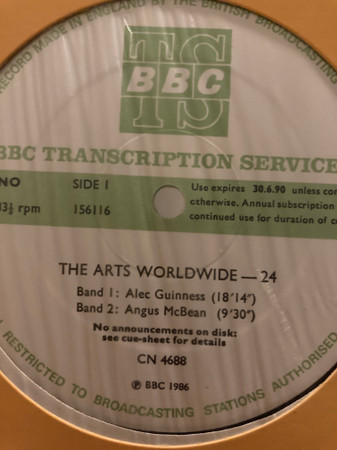 RECORD MADE IN ENGLAND BY THE BRITISH BROADCASTING
TS
BBC
BBC TRANSCRIPTION SERVICE
NO SIDE 1
33⅓ rpm 156116
Use expires 30.6.90 unless
otherwise. Annual subscription
continued use for duration of
THE ARTS WORLDWIDE — 24
Band 1: Alec Guinness (18'14")
Band 2: Angus McBean (9'30")
No announcements on disk:
see cue-sheet for details
CN 4688
℗ BBC 1986
RESTRICTED TO BROADCASTING STATIONS AUTHORISED